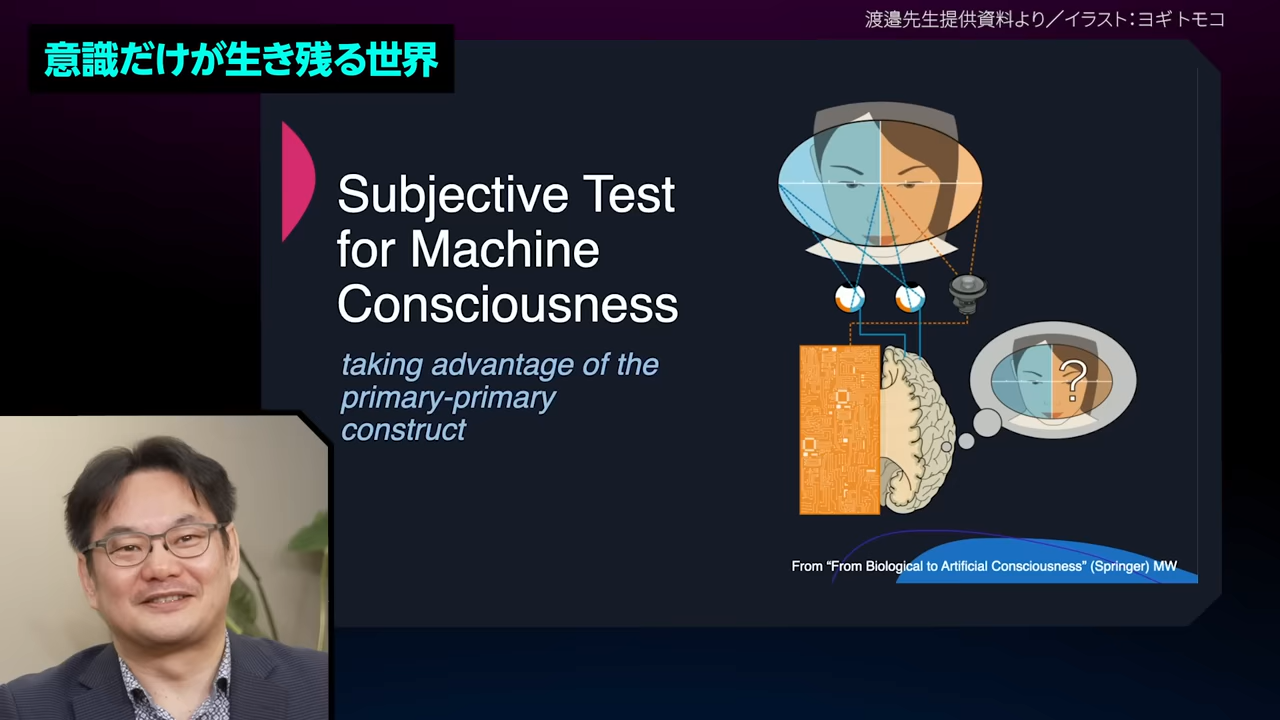 渡邉先生提供資料より／イラスト：ヨギ トモコ
意識だけが生き残る世界
Subjective Test
for Machine
Consciousness
taking advantage of the
primary-primary
construct
?
From “From Biological to Artificial Consciousness” (Springer) MW